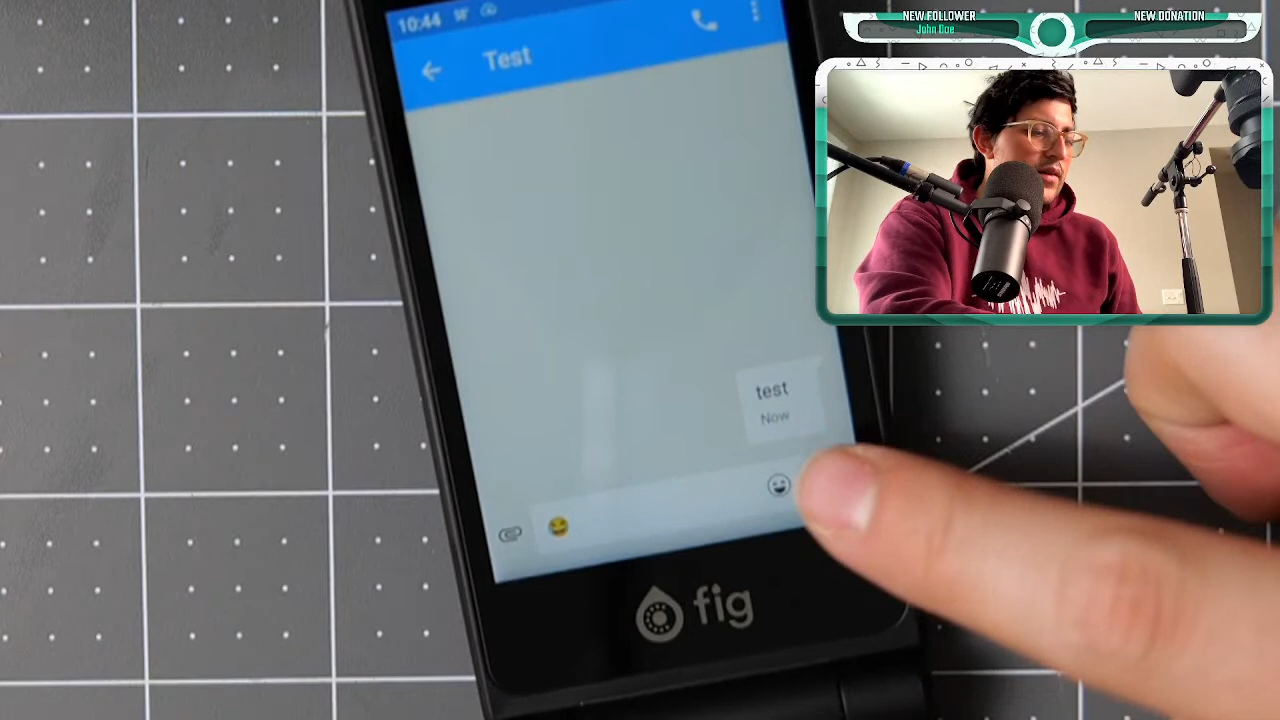 10:44
Test
test
Now
fig
NEW FOLLOWER
John Doe
NEW DONATION